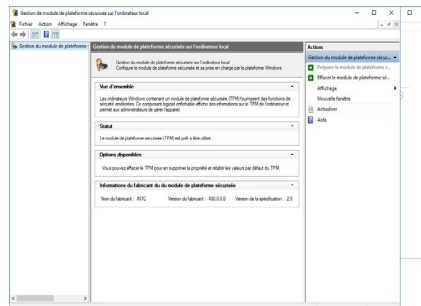 Gestion de module de plateforme sécurisée sur l'ordinateur local
Fichier Action Affichage Fenêtre ?
Gestion du module de plateforme
Gestion du module de plateforme sécurisée sur l'ordinateur local
Gestion du module de plateforme sécurisée sur l'ordinateur local
Configure le module de plateforme sécurisée et sa prise en charge par la plateforme Windows
Vue d'ensemble
Les ordinateurs Windows contenant un module de plateforme sécurisée (TPM) fournissent des fonctions de
sécurité améliorées. Ce composant logiciel enfichable affiche des informations sur le TPM de l'ordinateur et
permet aux administrateurs de gérer l'appareil.
Statut
Le module de plateforme sécurisée (TPM) est prêt à être utilisé.
Options disponibles
Vous pouvez effacer le TPM pour en supprimer la propriété et rétablir les valeurs par défaut du TPM.
Informations du fabricant du du module de plateforme sécurisée
Nom du fabricant : INTC Version du fabricant : 400.0.0.0 Version de la spécification : 2.0
Actions
Gestion du module de plateforme sécu...
Préparer le module de plateforme s...
Effacer le module de plateforme sé...
Affichage
Nouvelle fenêtre
Actualiser
Aide